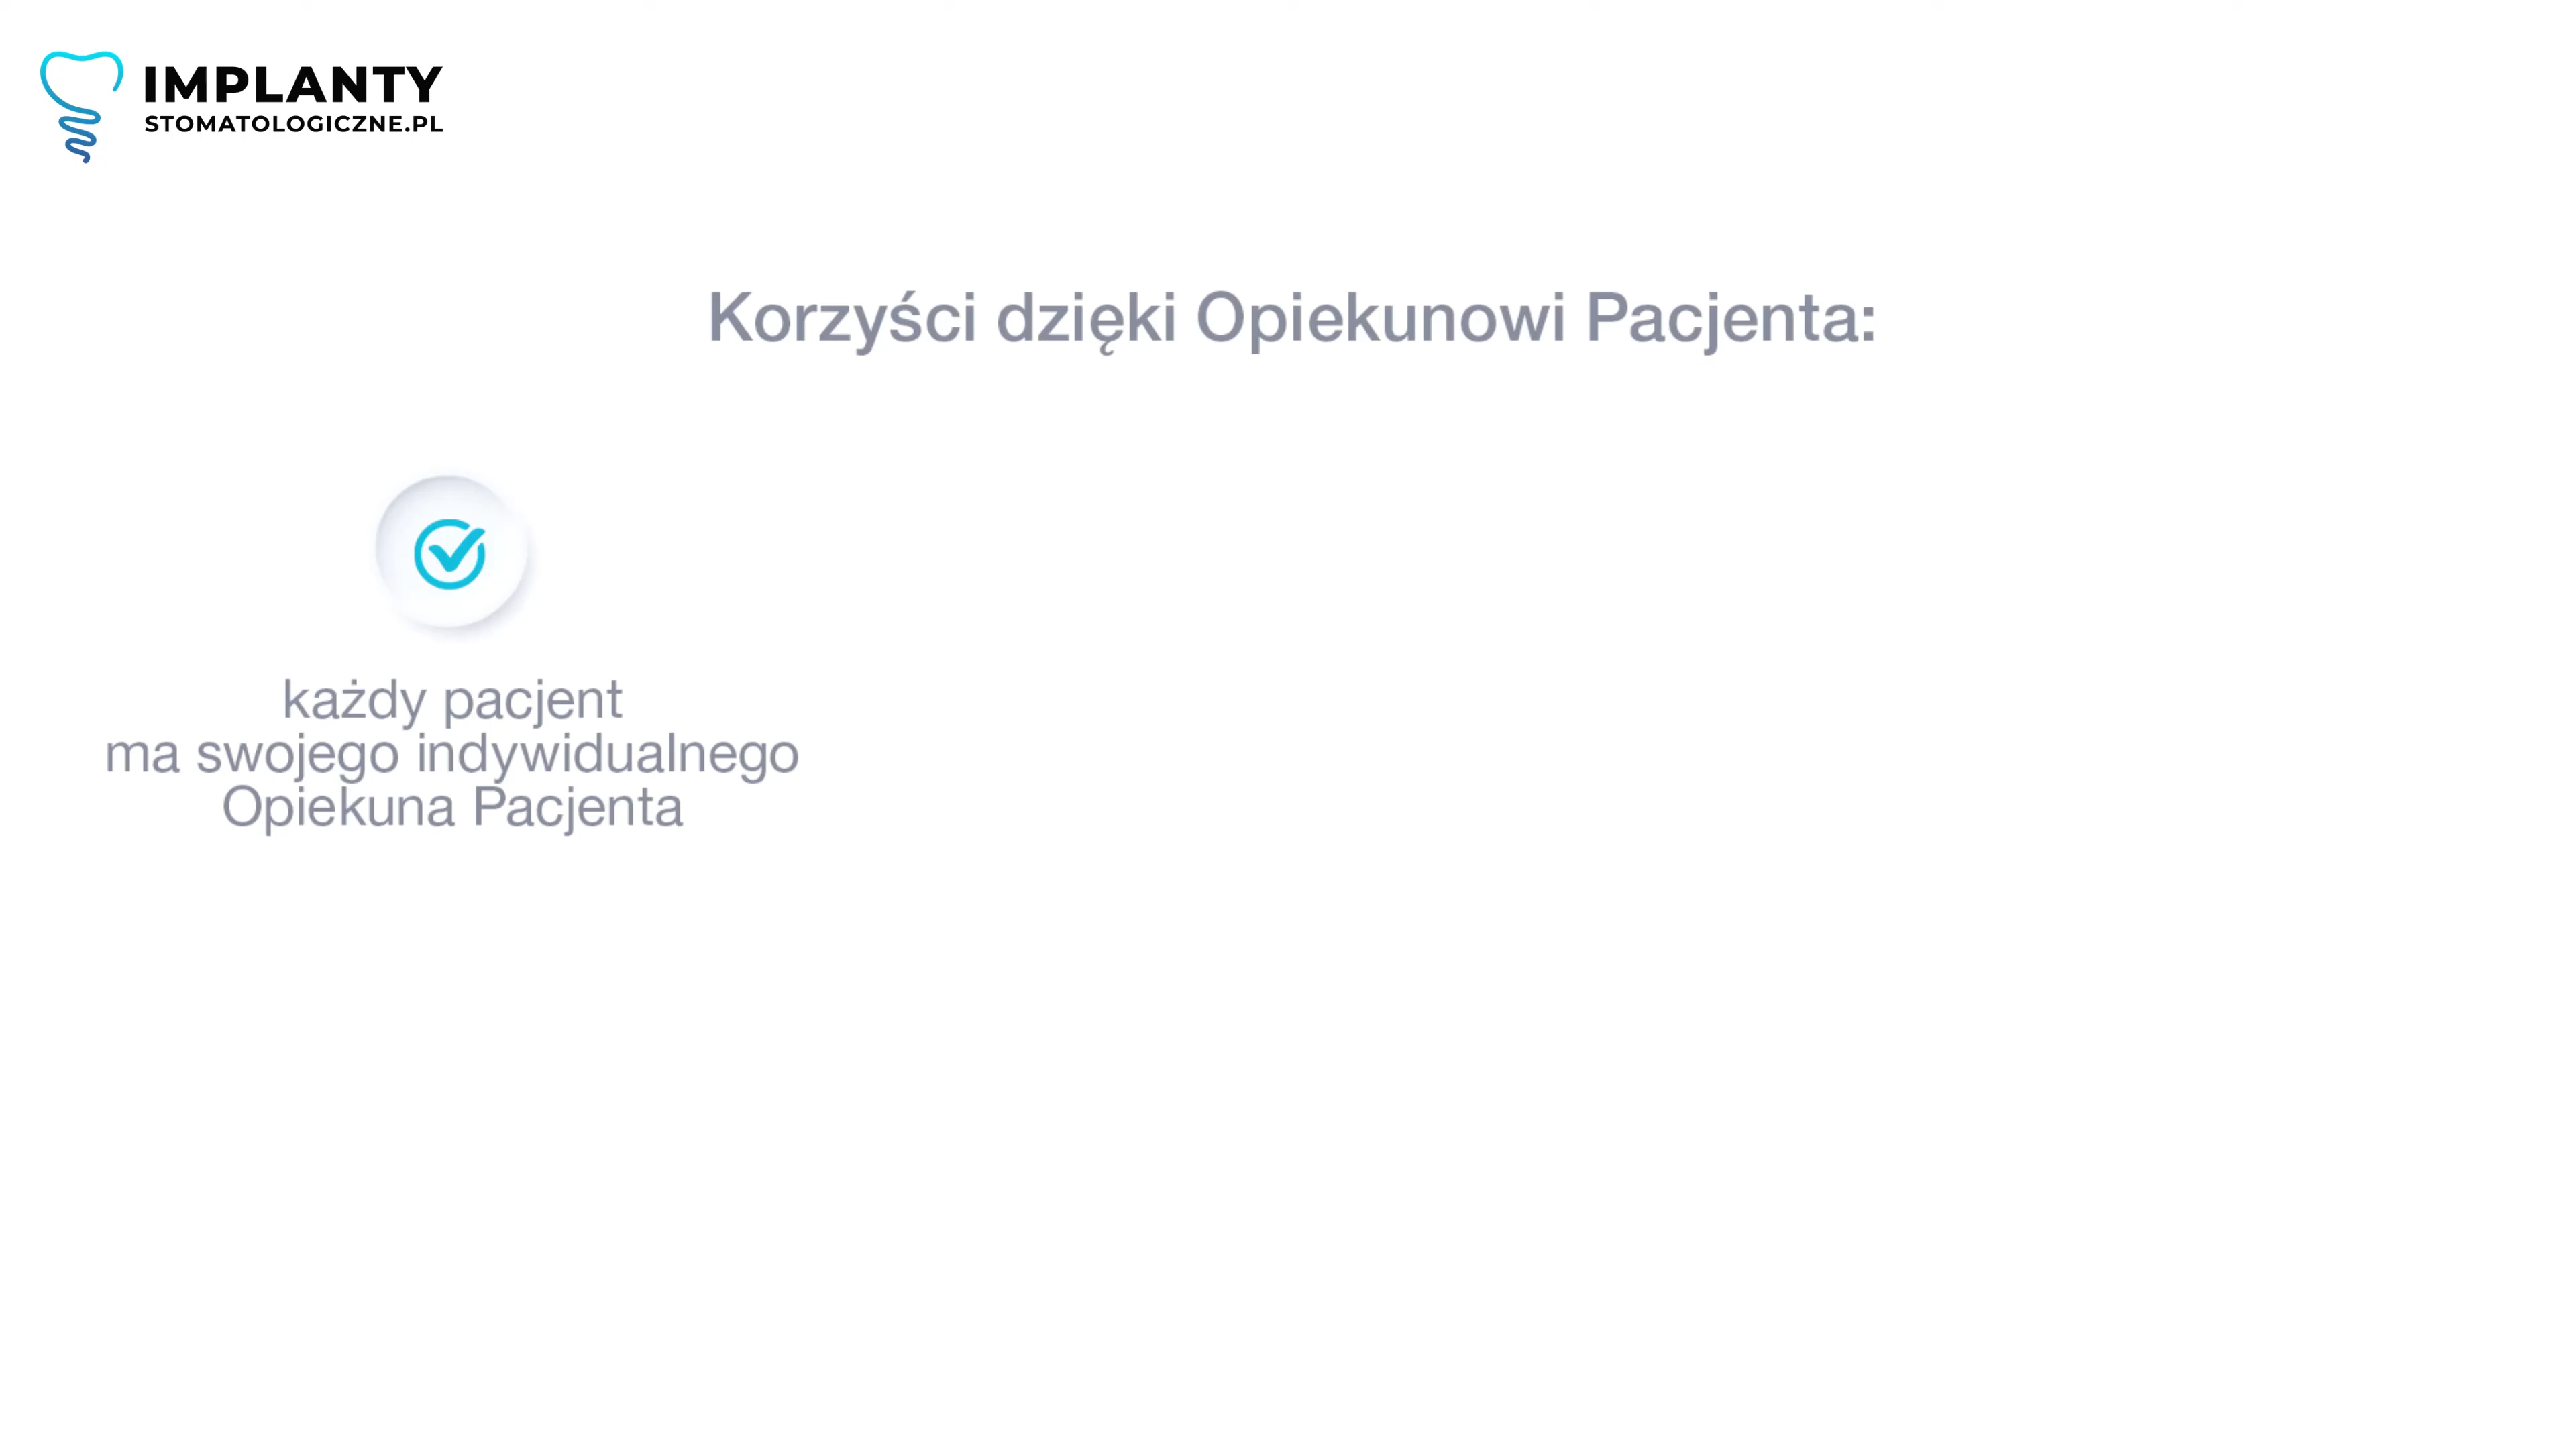 IMPLANTY
STOMATOLOGICZNE.PL
Korzyści dzięki Opiekunowi Pacjenta:
każdy pacjent
ma swojego indywidualnego
Opiekuna Pacjenta